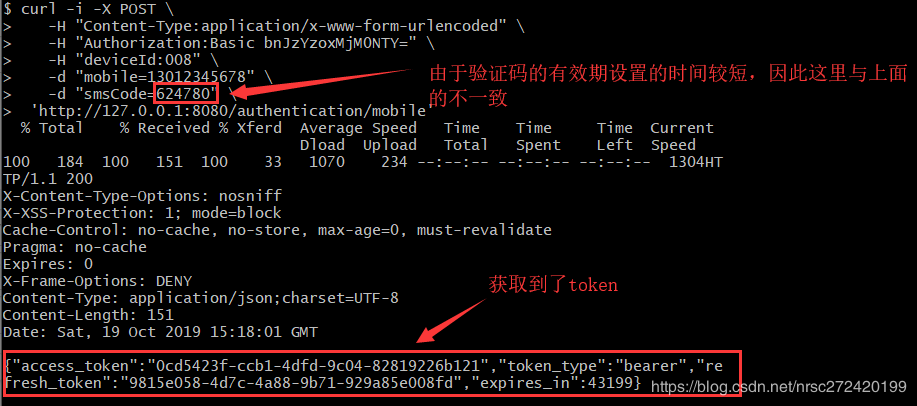 $ curl -i -X POST \
>    -H "Content-Type:application/x-www-form-urlencoded" \
>    -H "Authorization:Basic bnJzYzoxMjM0NTY=" \
>    -H "deviceId:008" \
>    -d "mobile=13012345678" \
>    -d "smsCode=624780" \
由于验证码的有效期设置的时间较短，因此这里与上面
的不一致
>  'http://127.0.0.1:8080/authentication/mobile'
  % Total    % Received % Xferd  Average Speed   Time    Time     Time  Current
                                 Dload  Upload   Total   Spent    Left  Speed
100   184  100   151  100    33   1070    234 --:--:-- --:--:-- --:--:--  1304HT
TP/1.1 200
X-Content-Type-Options: nosniff
X-XSS-Protection: 1; mode=block
Cache-Control: no-cache, no-store, max-age=0, must-revalidate
Pragma: no-cache
Expires: 0
X-Frame-Options: DENY
获取到了token
Content-Type: application/json;charset=UTF-8
Content-Length: 151
Date: Sat, 19 Oct 2019 15:18:01 GMT
{"access_token":"0cd5423f-ccb1-4dfd-9c04-82819226b121","token_type":"bearer","re
fresh_token":"9815e058-4d7c-4a88-9b71-929a85e008fd","expires_in":43199}
https://blog.csdn.net/nrsc272420199